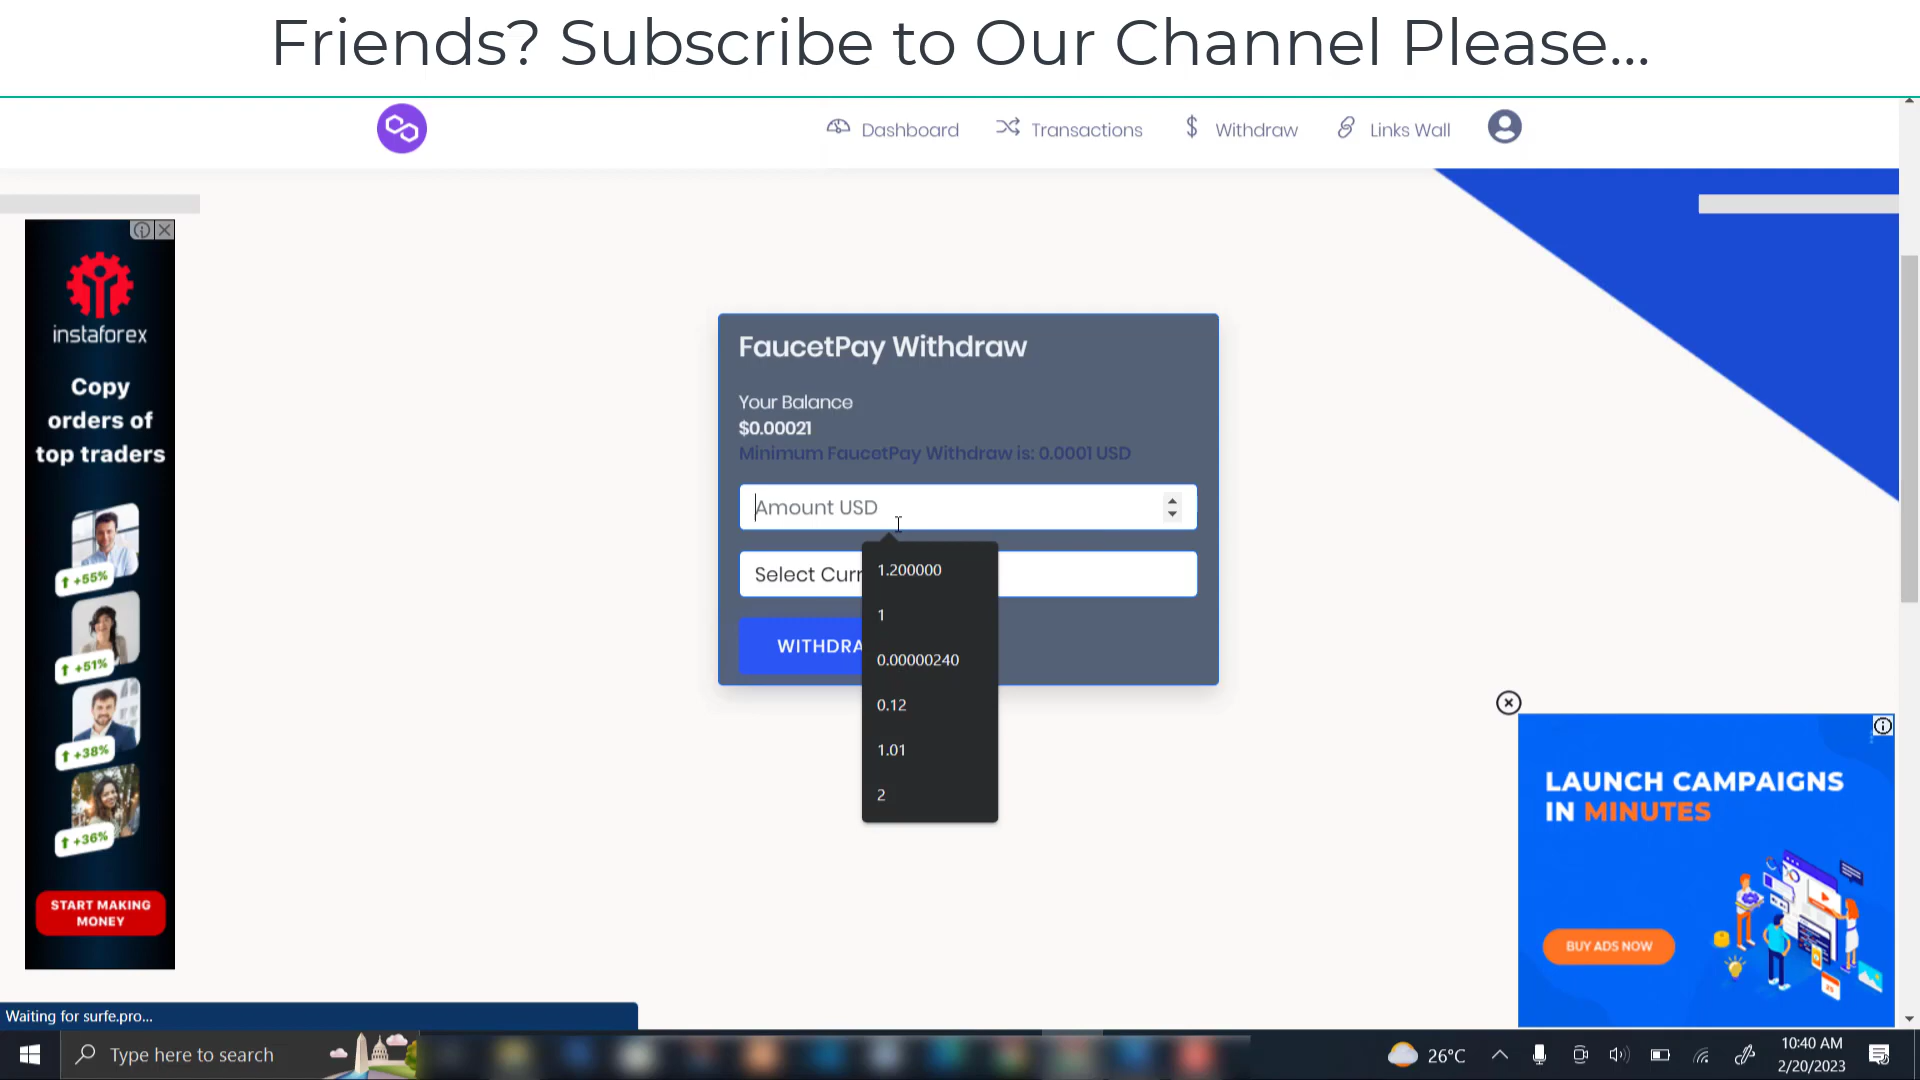 Friends? Subscribe to Our Channel Please...
Dashboard
Transactions
Withdraw
Links Wall
instaforex
Copy
orders of
top traders
+55%
+51%
+38%
+36%
START MAKING
MONEY
FaucetPay Withdraw
Your Balance
$0.00021
Minimum FaucetPay Withdraw is: 0.0001 USD
Amount USD
Select Curr
WITHDRA
1.200000
1
0.00000240
0.12
1.01
2
LAUNCH CAMPAIGNS
IN MINUTES
BUY ADS NOW
Waiting for surfe.pro...
Type here to search
26°C
10:40 AM
2/20/2023